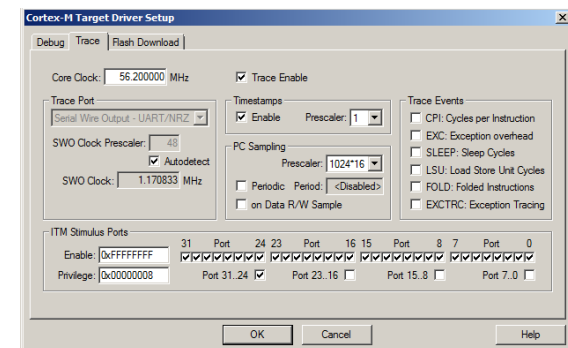 Cortex-M Target Driver Setup
Debug Trace Flash Download
Core Clock: 56.200000 MHz Trace Enable
Trace Port
Serial Wire Output - UART/NRZ
SWO Clock Prescaler: 48
Autodetect
SWO Clock: 1.170833 MHz
Timestamps
Enable Prescaler: 1
PC Sampling
Prescaler: 1024*16
Periodic Period: <Disabled>
on Data R/W Sample
Trace Events
CPI: Cycles per Instruction
EXC: Exception overhead
SLEEP: Sleep Cycles
LSU: Load Store Unit Cycles
FOLD: Folded Instructions
EXCTRC: Exception Tracing
ITM Stimulus Ports
31 Port 24 23 Port 16 15 Port 8 7 Port 0
Enable: 0xFFFFFFFF
Privilege: 0x00000008 Port 31..24 Port 23..16 Port 15..8 Port 7..0
OK Cancel Help